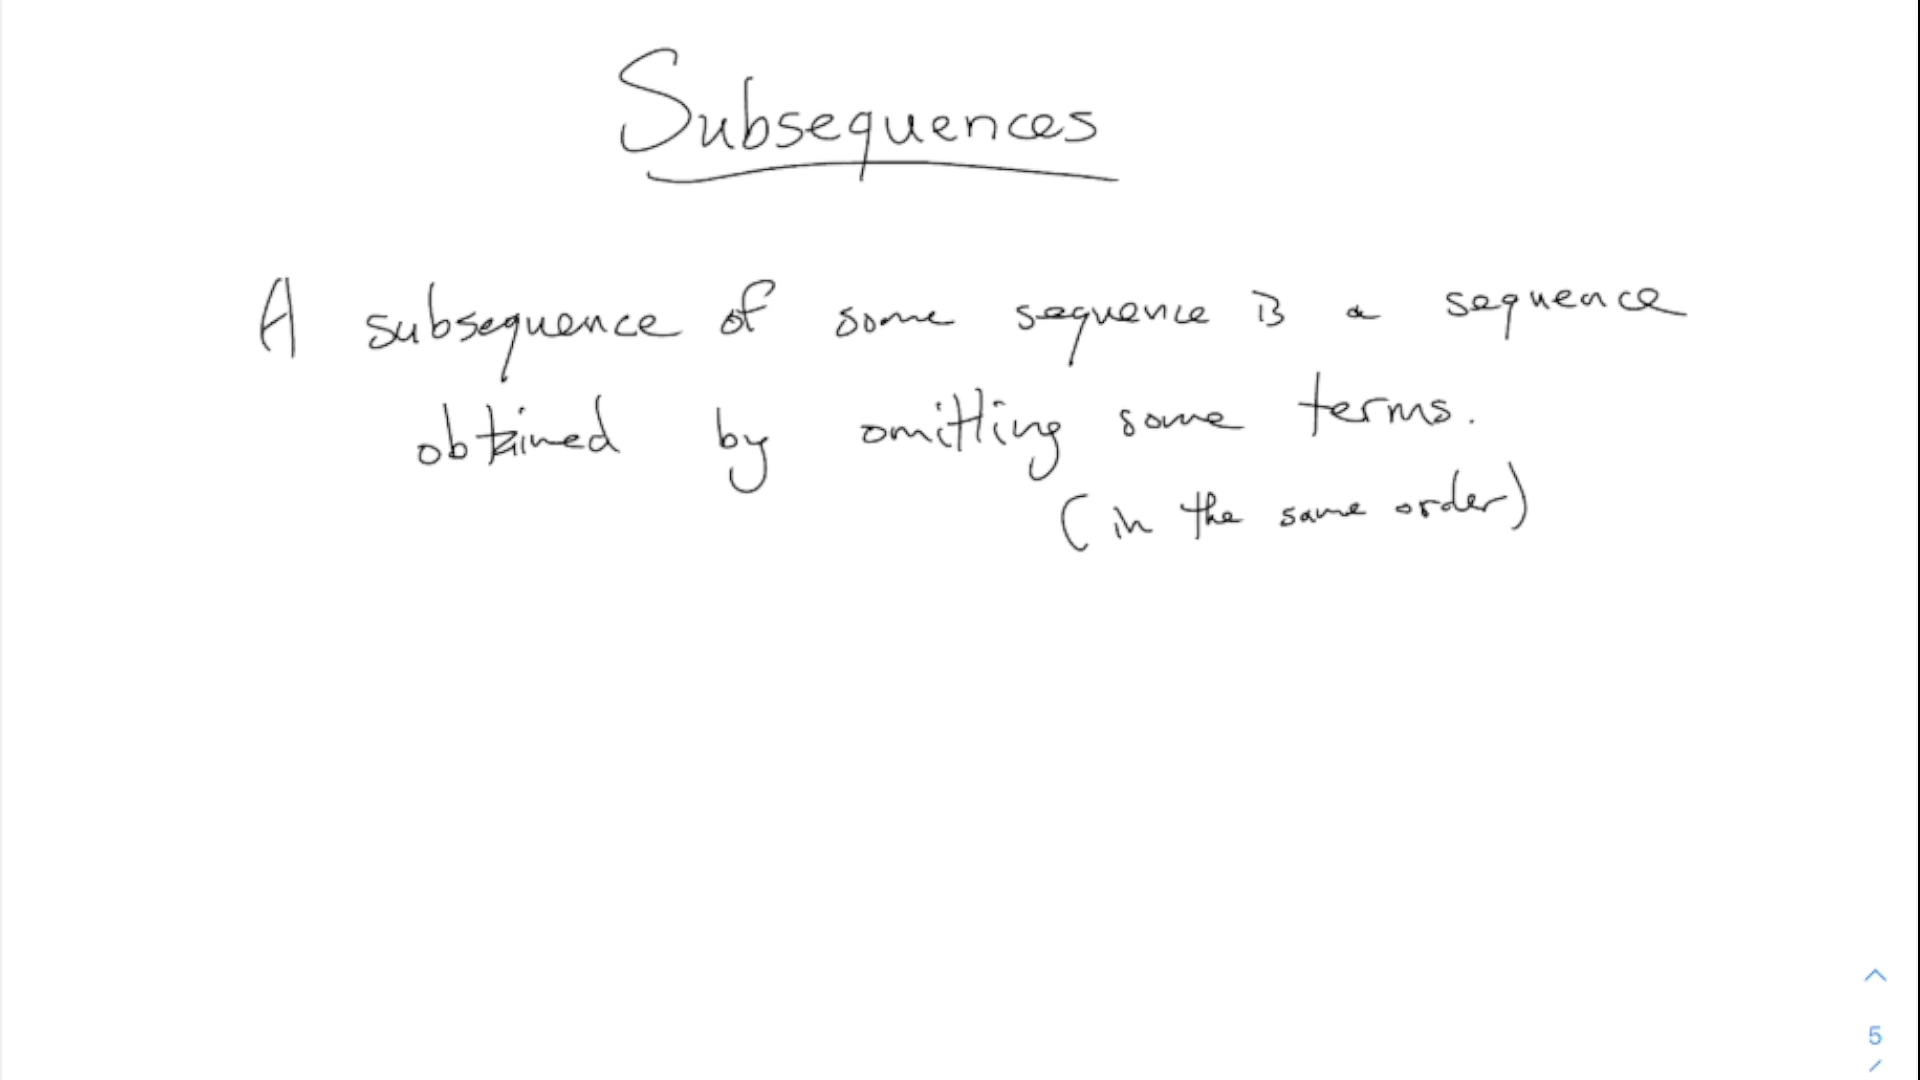 Subsequences
A subsequence of some sequence is a sequence
obtained by omitting some terms.
(in the same order)
5